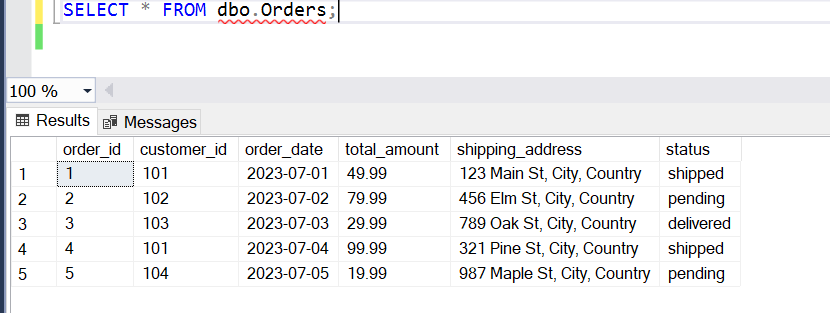 SELECT * FROM dbo.Orders;
100 %
Results Messages
order_id customer_id order_date total_amount shipping_address status
1 1 101 2023-07-01 49.99 123 Main St, City, Country shipped
2 2 102 2023-07-02 79.99 456 Elm St, City, Country pending
3 3 103 2023-07-03 29.99 789 Oak St, City, Country delivered
4 4 101 2023-07-04 99.99 321 Pine St, City, Country shipped
5 5 104 2023-07-05 19.99 987 Maple St, City, Country pending